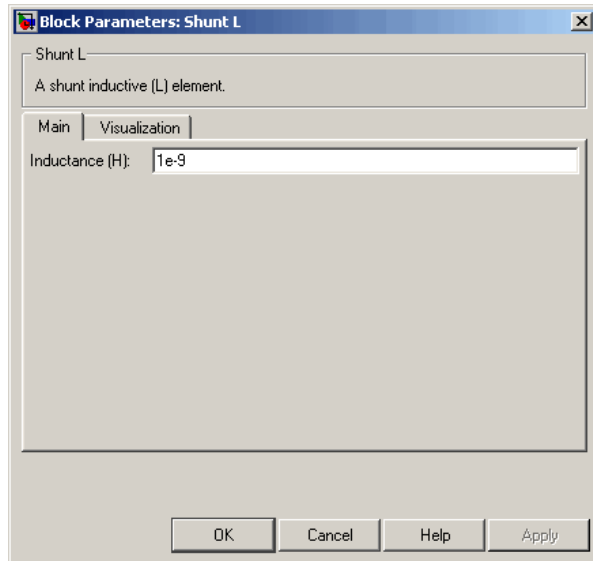 Block Parameters: Shunt L
Shunt L
A shunt inductive (L) element.
Main Visualization
Inductance (H): 1e-9
OK Cancel Help Apply